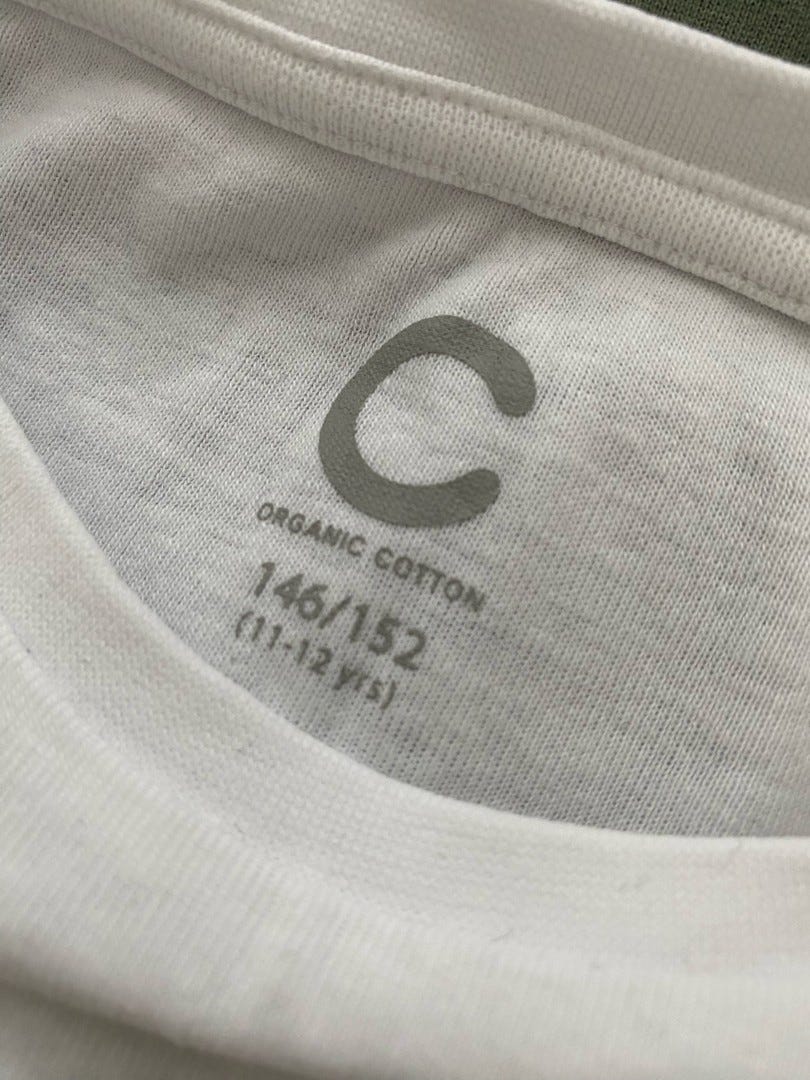 C
ORGANIC COTTON
146/152
(11-12 yrs)